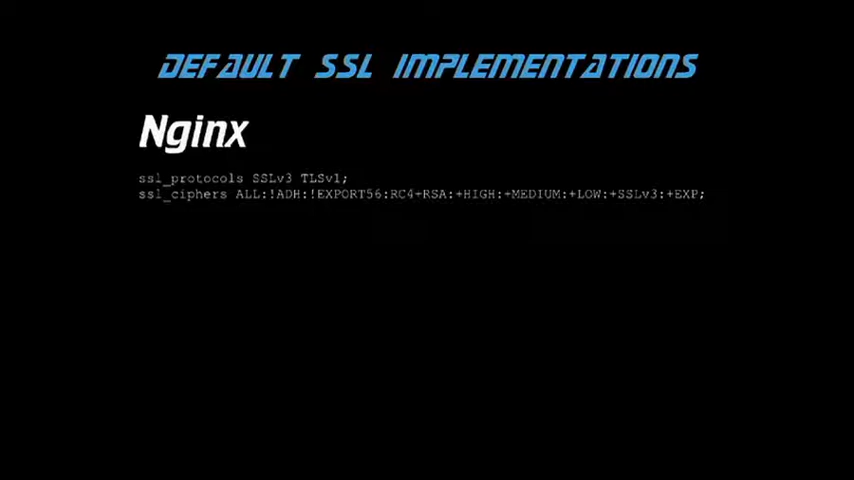 DEFAULT SSL IMPLEMENTATIONS
Nginx
ssl_protocols SSLv3 TLSv1;
ssl_ciphers ALL:!ADH:!EXPORT56:RC4+RSA:+HIGH:+MEDIUM:+LOW:+SSLv3:+EXP;